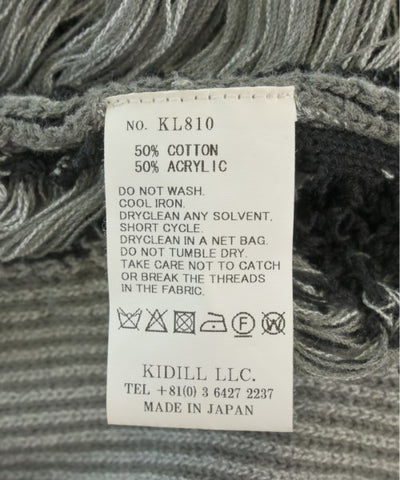 NO. KL810
50% COTTON
50% ACRYLIC
DO NOT WASH.
COOL IRON.
DRYCLEAN ANY SOLVENT,
SHORT CYCLE.
DRYCLEAN IN A NET BAG.
DO NOT TUMBLE DRY.
TAKE CARE NOT TO CATCH
OR BREAK THE THREADS
IN THE FABRIC.
KIDILL LLC.
TEL +81(0) 3 6427 2237
MADE IN JAPAN